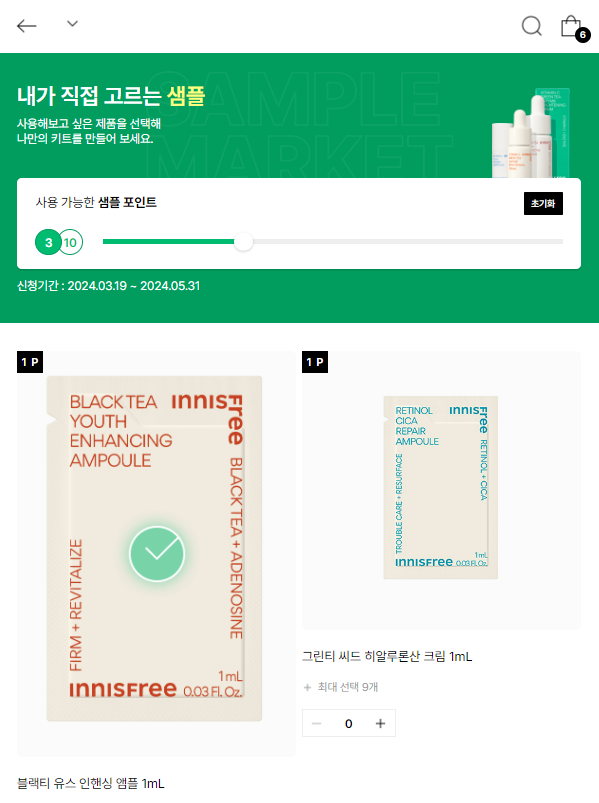 6
SAMPLE
MARKET
내가 직접 고르는 샘플
사용해보고 싶은 제품을 선택해
나만의 키트를 만들어 보세요.
사용 가능한 샘플 포인트
초기화
3 10
신청기간 : 2024.03.19 ~ 2024.05.31
1 P
BLACK TEA
YOUTH
ENHANCING
AMPOULE
innisfree
BLACK TEA + ADENOSINE
FIRM + REVITALIZE
1 mL
innisfree 0.03 Fl. Oz.
블랙티 유스 인핸싱 앰플 1mL
1 P
RETINOL
CICA
REPAIR
AMPOULE
innisfree
RETINOL + CICA
TROUBLE CARE + RESURFACE
1mL
innisfree 0.03 Fl. Oz.
그린티 씨드 히알루론산 크림 1mL
+ 최대 선택 9개
− 0 +